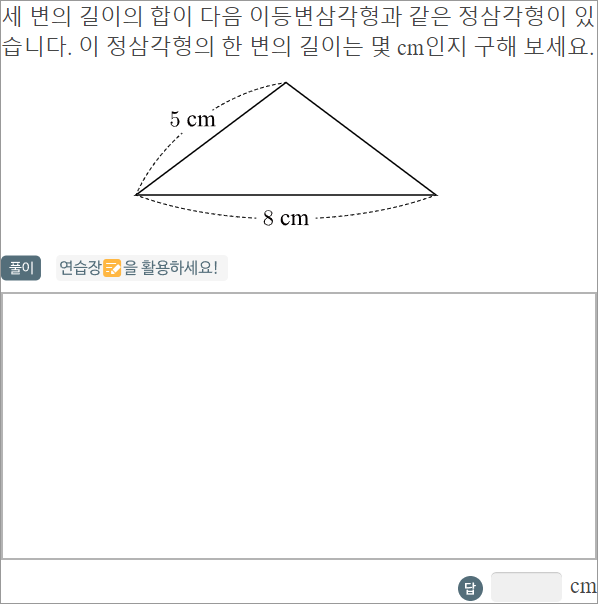 세 변의 길이의 합이 다음 이등변삼각형과 같은 정삼각형이 있
습니다. 이 정삼각형의 한 변의 길이는 몇 cm인지 구해 보세요.
5 cm
8 cm
풀이 연습장을 활용하세요!
답 cm